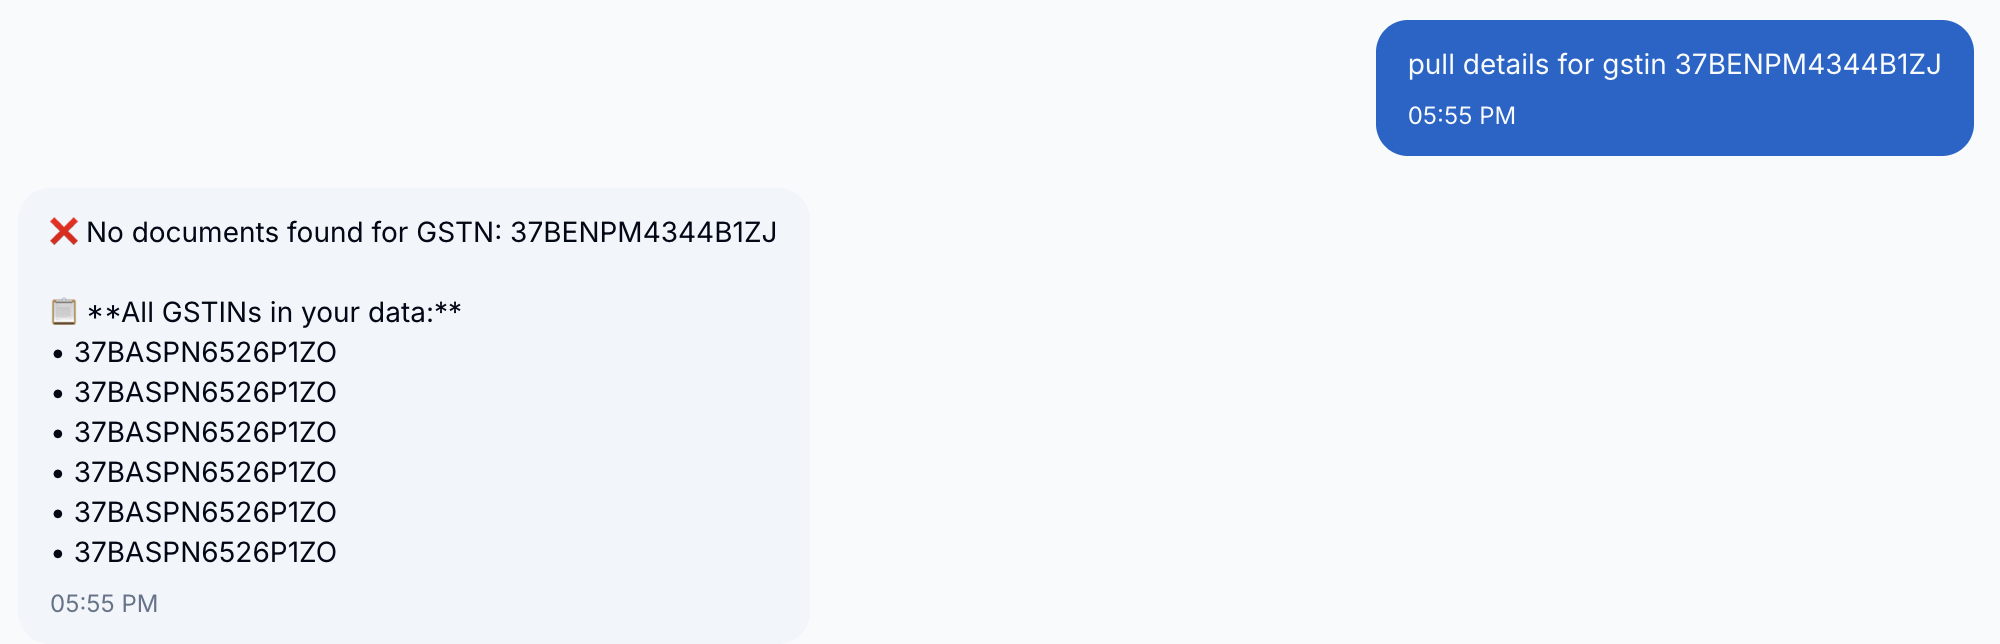 pull details for gstin 37BENPM4344B1ZJ
05:55 PM
❌ No documents found for GSTN: 37BENPM4344B1ZJ
📋 **All GSTINs in your data:**
• 37BASPN6526P1ZO
• 37BASPN6526P1ZO
• 37BASPN6526P1ZO
• 37BASPN6526P1ZO
• 37BASPN6526P1ZO
• 37BASPN6526P1ZO
05:55 PM